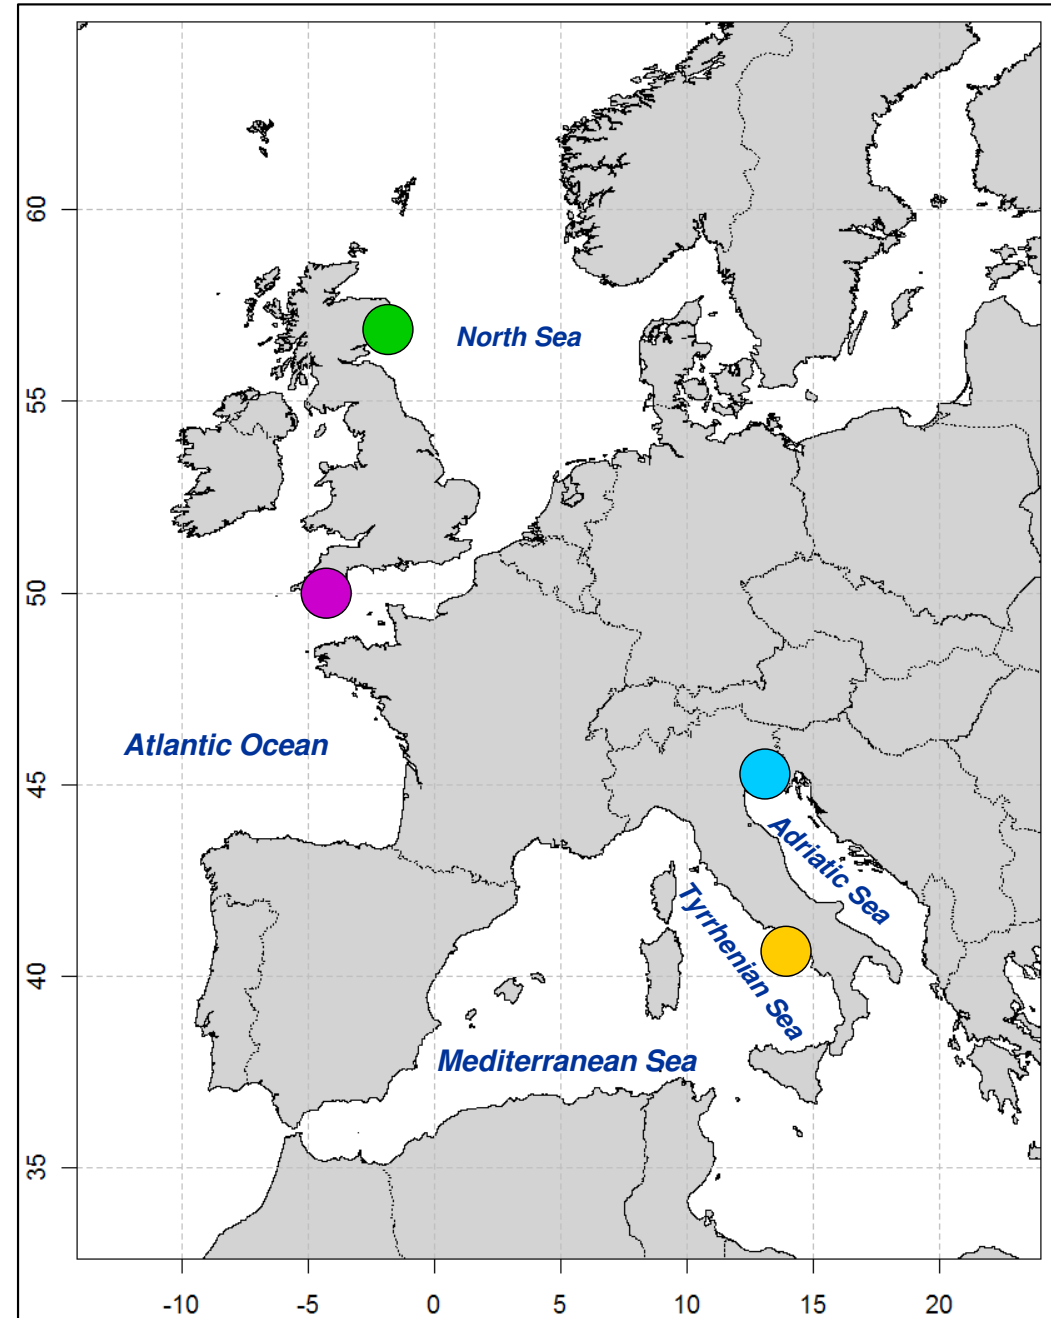 60
North Sea
55
50
Atlantic Ocean
45
Adriatic Sea
Tyrrhenian Sea
40
Mediterranean Sea
35
-10 -5 0 5 10 15 20